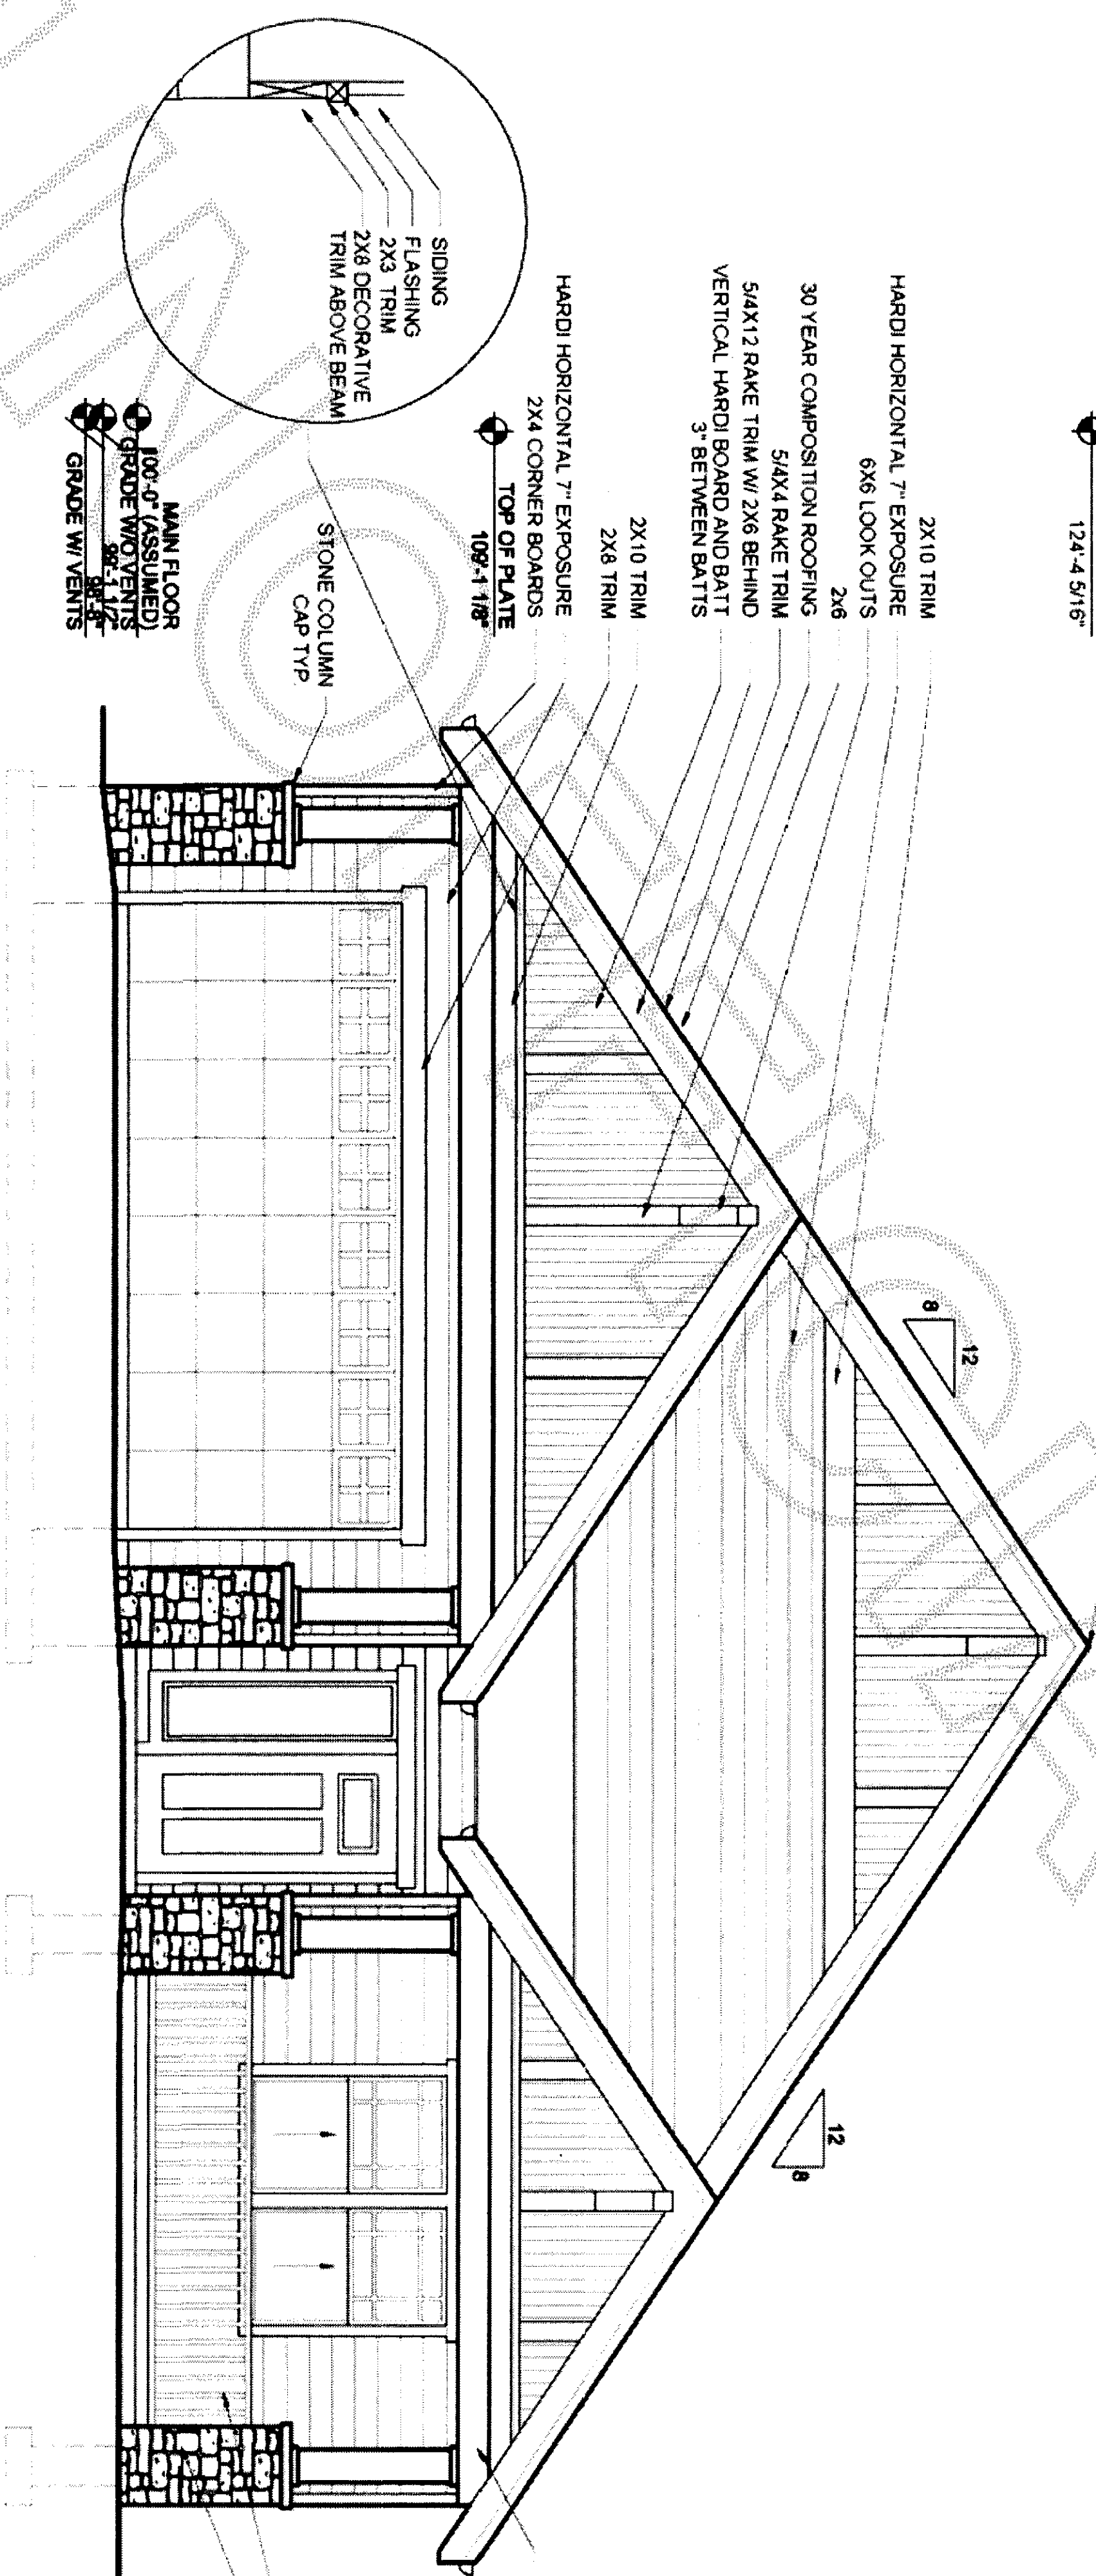 124'-4 5/16"
2X10 TRIM
HARDI HORIZONTAL 7" EXPOSURE
6X6 LOOK OUTS
2x6
30 YEAR COMPOSITION ROOFING
5/4X4 RAKE TRIM
5/4X12 RAKE TRIM W/ 2X6 BEHIND
VERTICAL HARDI BOARD AND BATT
3" BETWEEN BATTS
2X10 TRIM
2X8 TRIM
HARDI HORIZONTAL 7" EXPOSURE
2X4 CORNER BOARDS
TOP OF PLATE
109'-1 1/8"
SIDING
FLASHING
2X3 TRIM
2X8 DECORATIVE
TRIM ABOVE BEAM
STONE COLUMN
CAP TYP.
MAIN FLOOR
100'-0" (ASSUMED)
GRADE W/O VENTS
99'-1 1/2"
GRADE W/ VENTS
12
8
12
8